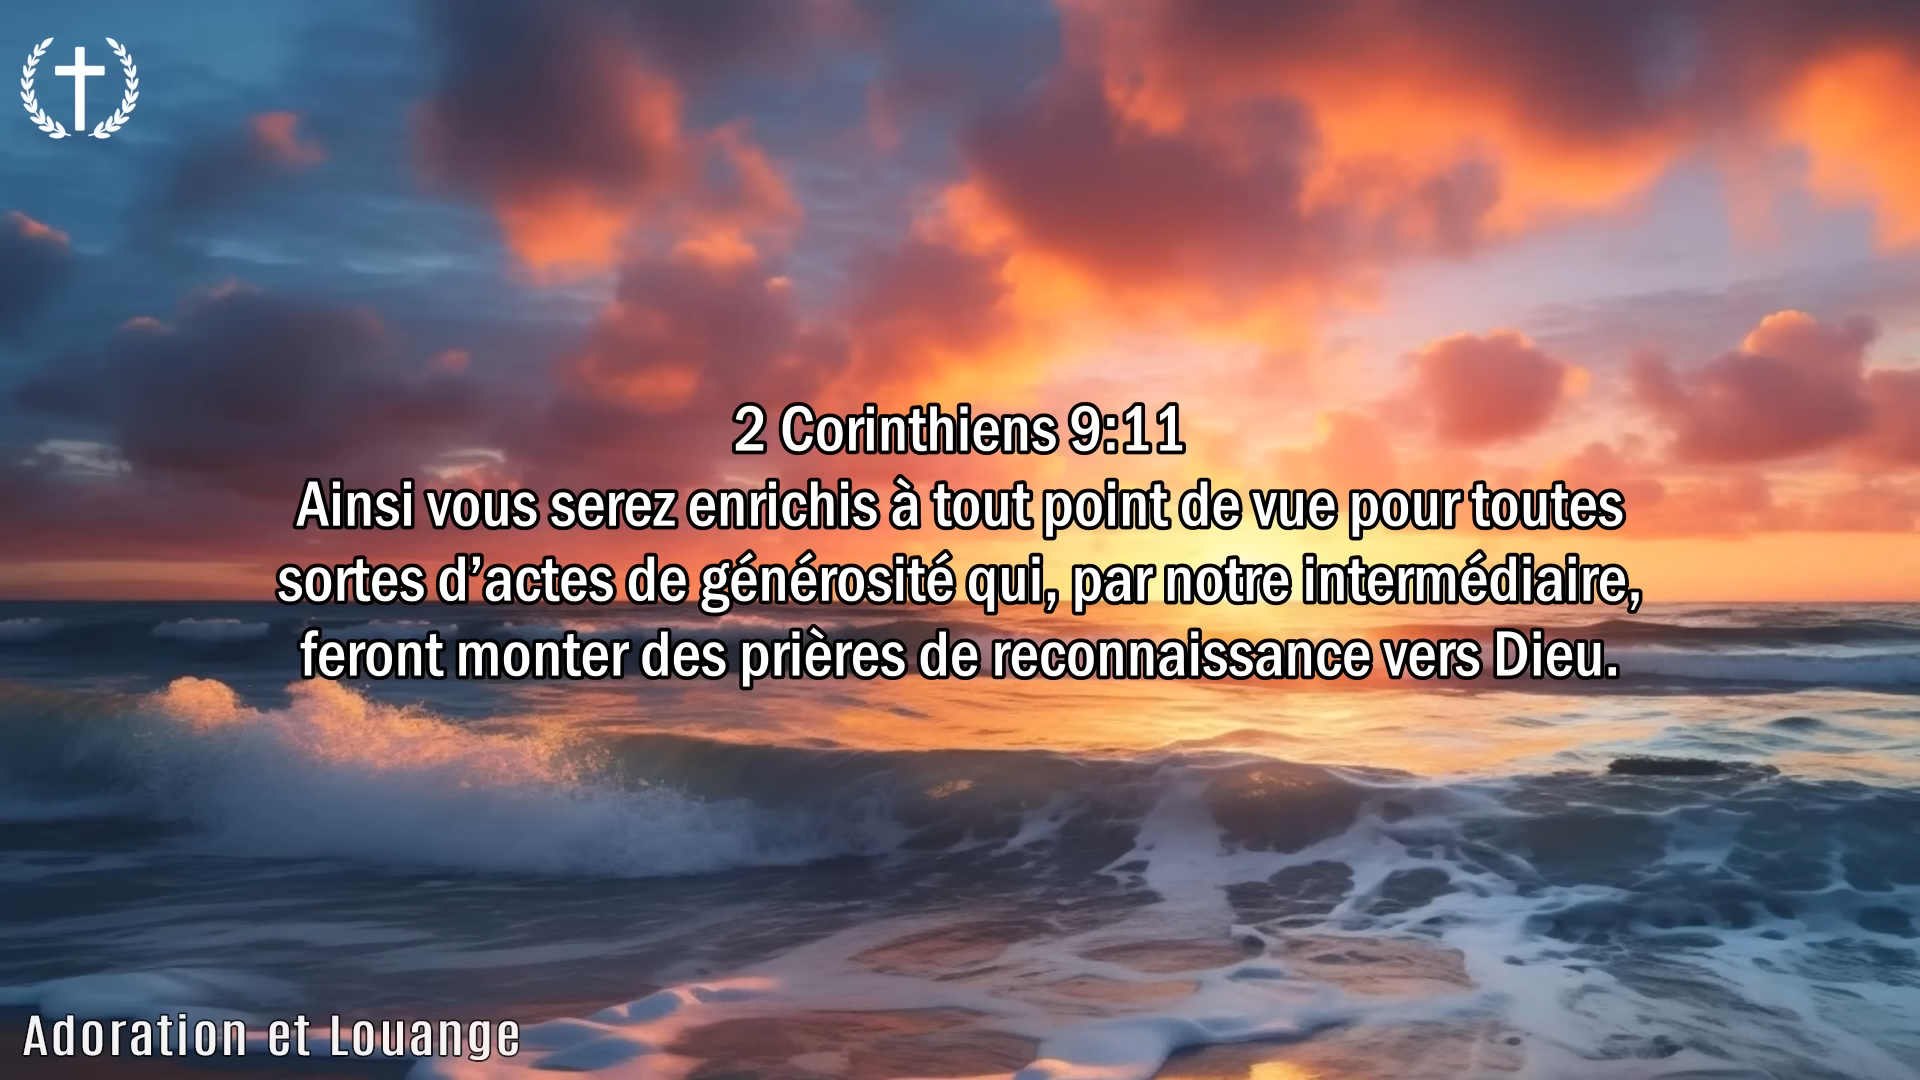 2 Corinthiens 9:11
Ainsi vous serez enrichis à tout point de vue pour toutes
sortes d’actes de générosité qui, par notre intermédiaire,
feront monter des prières de reconnaissance vers Dieu.
Adoration et Louange